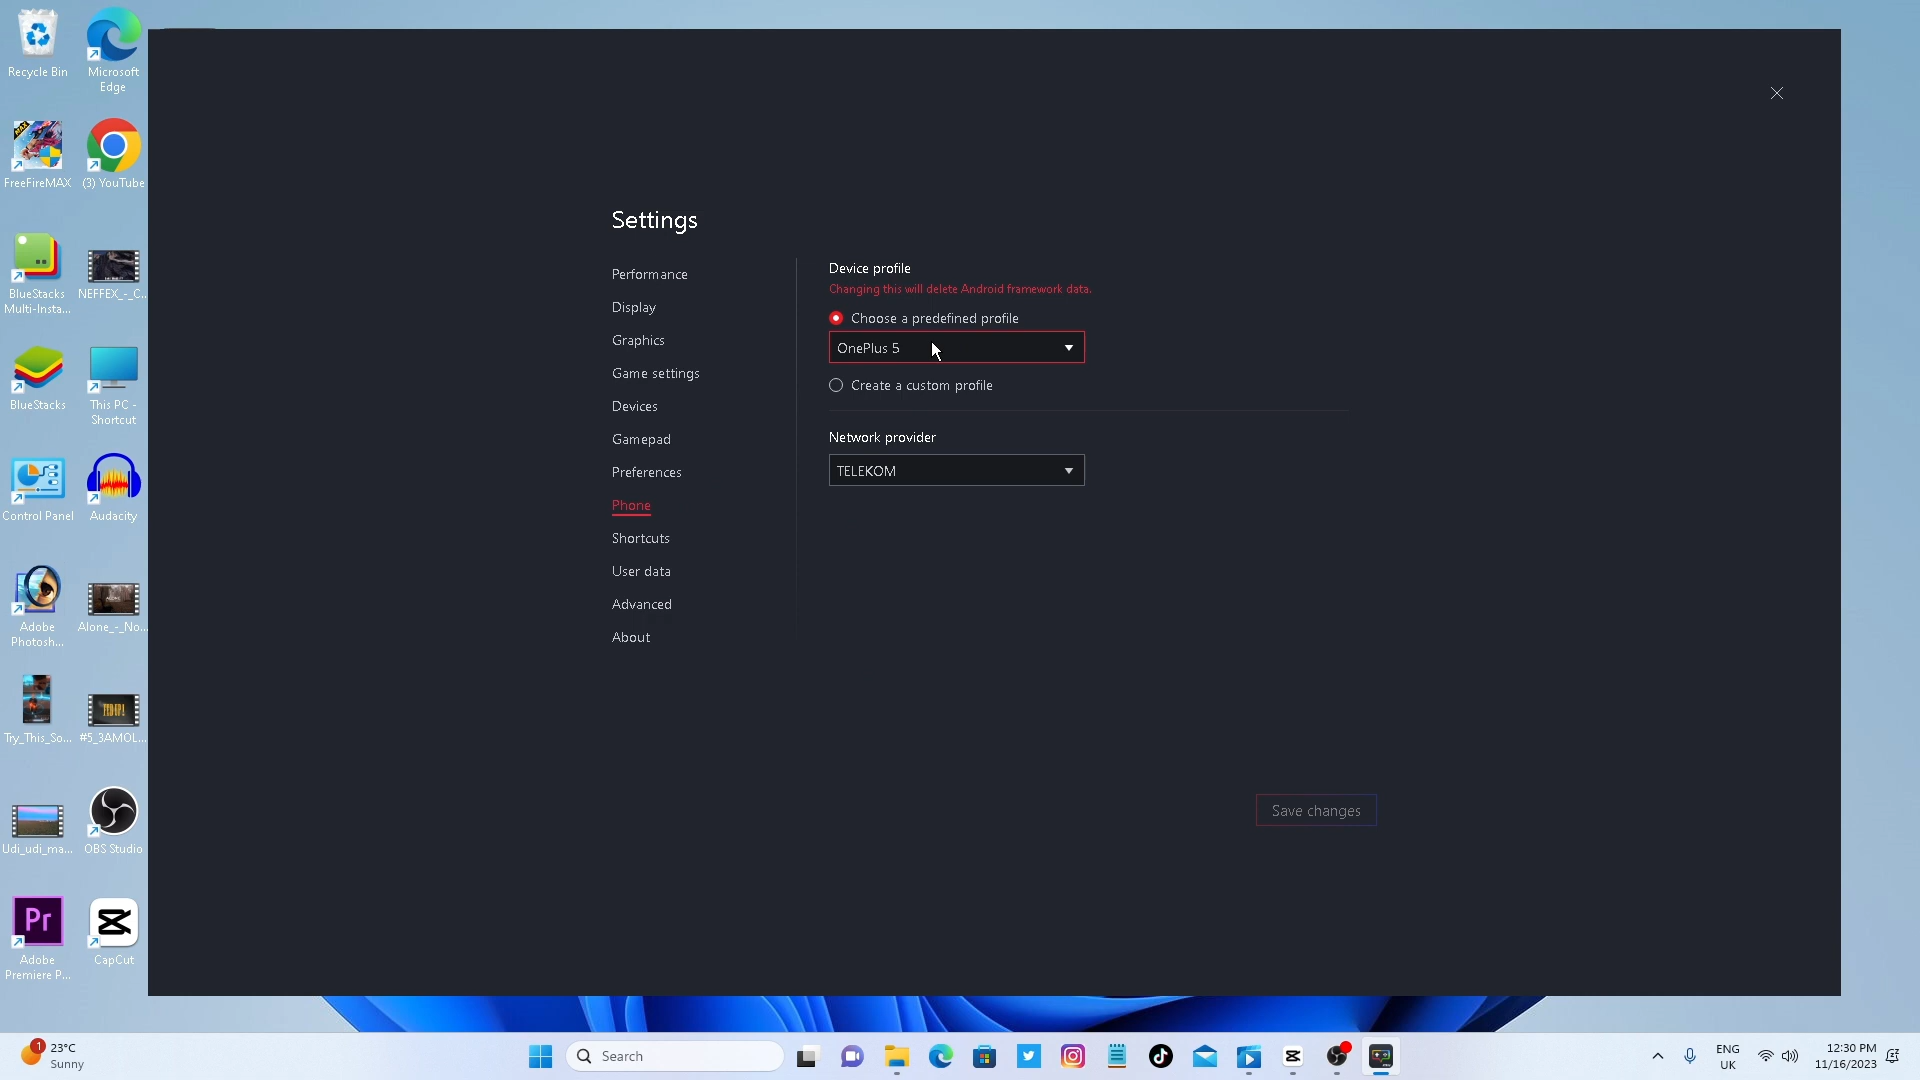 Recycle Bin
Microsoft
Edge
MAX
FreeFireMAX
(3) YouTube
BlueStacks
Multi-Insta...
NEFFEX_-_C...
BlueStacks
This PC -
Shortcut
Control Panel
Audacity
Adobe
Photosh...
Alone_-_No...
Try_This_So...
#5_3AMOL...
Udi_udi_ma...
OBS Studio
Pr
Adobe
Premiere P...
CapCut
Settings
Performance
Display
Graphics
Game settings
Devices
Gamepad
Preferences
Phone
Shortcuts
User data
Advanced
About
Device profile
Changing this will delete Android framework data.
Choose a predefined profile
OnePlus 5
Create a custom profile
Network provider
TELEKOM
Save changes
1
23°C
Sunny
Search
ENG
UK
12:30 PM
11/16/2023